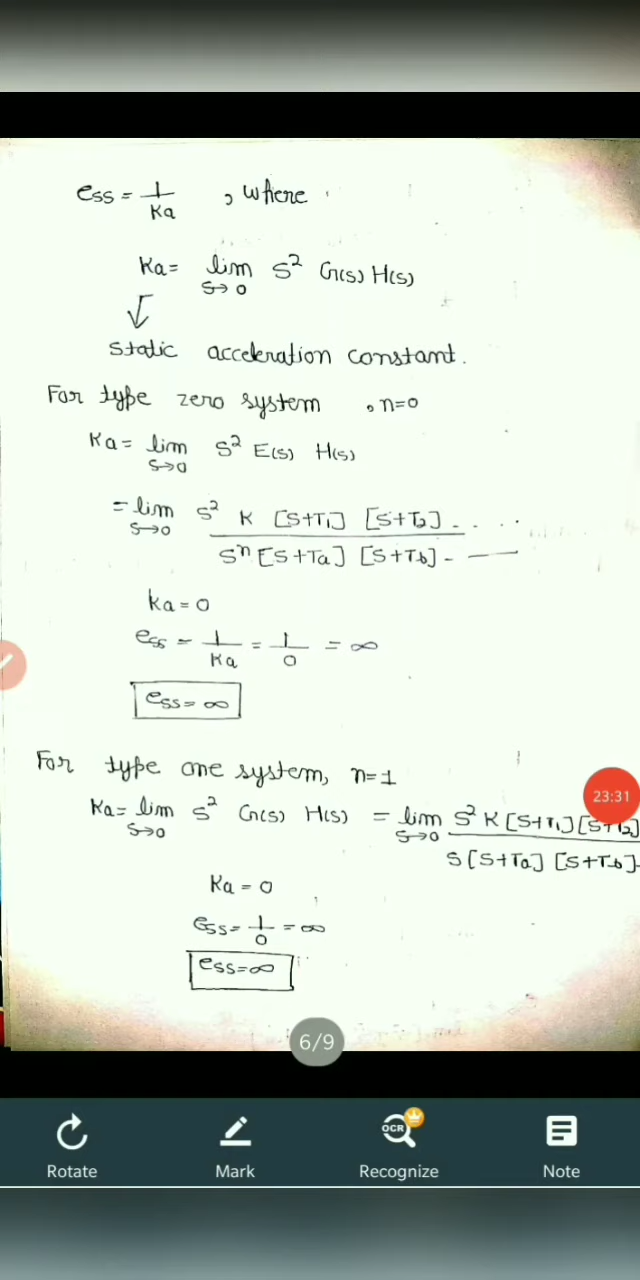 ess = 1/Ka , where
Ka = lim S→0 S² G(s) H(s)
Static acceleration constant.
For type zero system , n=0
Ka = lim S→0 S² E(s) H(s)
= lim S→0 S² K [S+T1] [S+T2] - . . . / Sⁿ [S+Ta] [S+Tb] - —
Ka = 0
ess = 1/Ka = 1/0 = ∞
ess = ∞
For type one system, n=1
Ka = lim S→0 S² G(s) H(s) = lim S→0 S² K [S+T1] [S+T2] / S [S+Ta] [S+Tb] -
23:31
Ka = 0
ess = 1/0 = ∞
ess = ∞
6/9
OCR
Rotate Mark Recognize Note